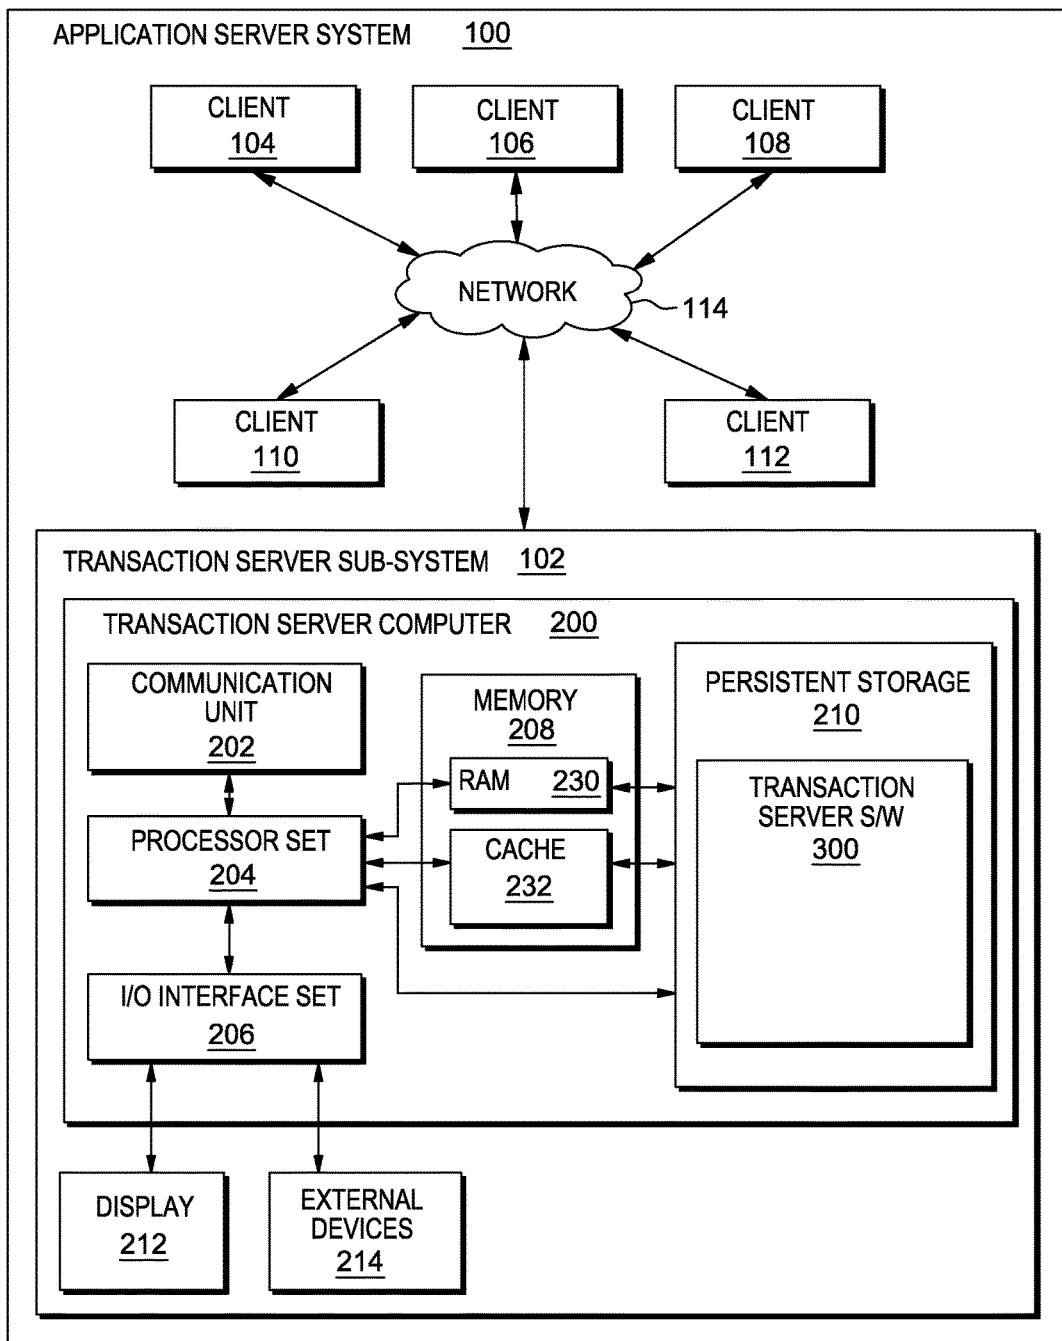 APPLICATION SERVER SYSTEM 100
CLIENT
104
CLIENT
106
CLIENT
108
NETWORK
114
CLIENT
110
CLIENT
112
TRANSACTION SERVER SUB-SYSTEM 102
TRANSACTION SERVER COMPUTER 200
COMMUNICATION
UNIT
202
PROCESSOR SET
204
I/O INTERFACE SET
206
MEMORY
208
RAM 230
CACHE
232
PERSISTENT STORAGE
210
TRANSACTION
SERVER S/W
300
DISPLAY
212
EXTERNAL
DEVICES
214